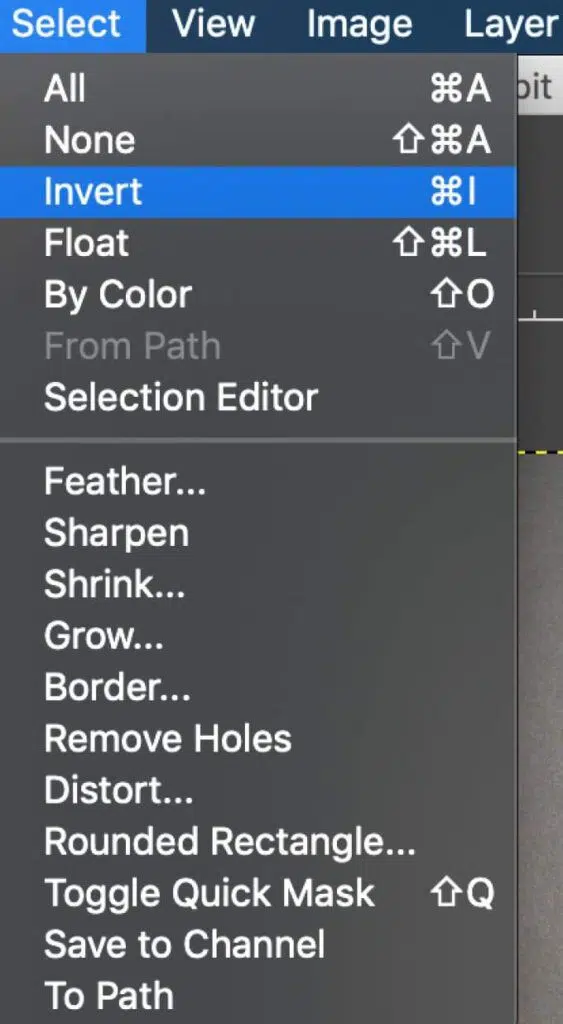 Select View Image Layer
All ⌘A
bit
None ⇧⌘A
Invert ⌘I
Float ⇧⌘L
By Color ⇧O
From Path ⇧V
Selection Editor
Feather...
Sharpen
Shrink...
Grow...
Border...
Remove Holes
Distort...
Rounded Rectangle...
Toggle Quick Mask ⇧Q
Save to Channel
To Path